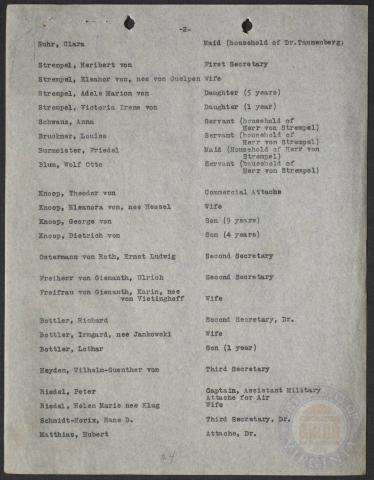 -2-
Suhr, Clara Maid (household of Dr.Tannenberg)
Strempel, Heribert von First Secretary
Strempel, Eleanor von, nee von Guelpen Wife
Strempel, Adele Marion von Daughter (5 years)
Strempel, Victoria Irene von Daughter (1 year)
Schwanz, Anna Servant (household of
Herr von Strempel)
Bruckner, Louise Servant (household of
Herr von Strempel)
Burmeister, Friedel Maid (Household of Herr von
Strempel)
Blum, Wolf Otto Servant (household of
Herr von Strempel)
Knoop, Theodor von Commercial Attache
Knoop, Eleanora von, nee Hessel Wife
Knoop, George von Son (9 years)
Knoop, Dietrich von Son (4 years)
Ostermann von Roth, Ernst Ludwig Second Secretary
Freiherr von Gienanth, Ulrich Second Secretary
Freifrau von Gienanth, Karin, nee
von Vietinghoff Wife
Bottler, Richard Second Secretary, Dr.
Bottler, Irmgard, nee Jankowski Wife
Bottler, Lothar Son (1 year)
Heyden, Wilhelm-Guenther von Third Secretary
Riedel, Peter Captain, Assistant Military
Attache for Air
Riedel, Helen Marie nee Klug Wife
Schmidt-Horix, Hans D. Third Secretary, Dr.
Matthias, Hubert Attache, Dr.
24
VIRGINIA